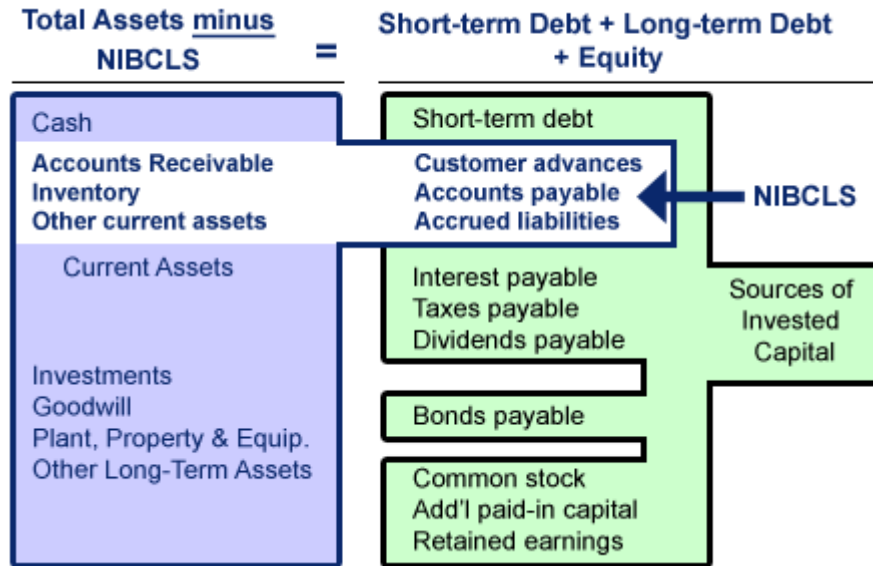 Total Assets minus
NIBCLS
=
Short-term Debt + Long-term Debt
+ Equity
Cash
Accounts Receivable
Inventory
Other current assets
Current Assets
Investments
Goodwill
Plant, Property & Equip.
Other Long-Term Assets
Short-term debt
Customer advances
Accounts payable
Accrued liabilities
Interest payable
Taxes payable
Dividends payable
Bonds payable
Common stock
Add'l paid-in capital
Retained earnings
NIBCLS
Sources of
Invested
Capital